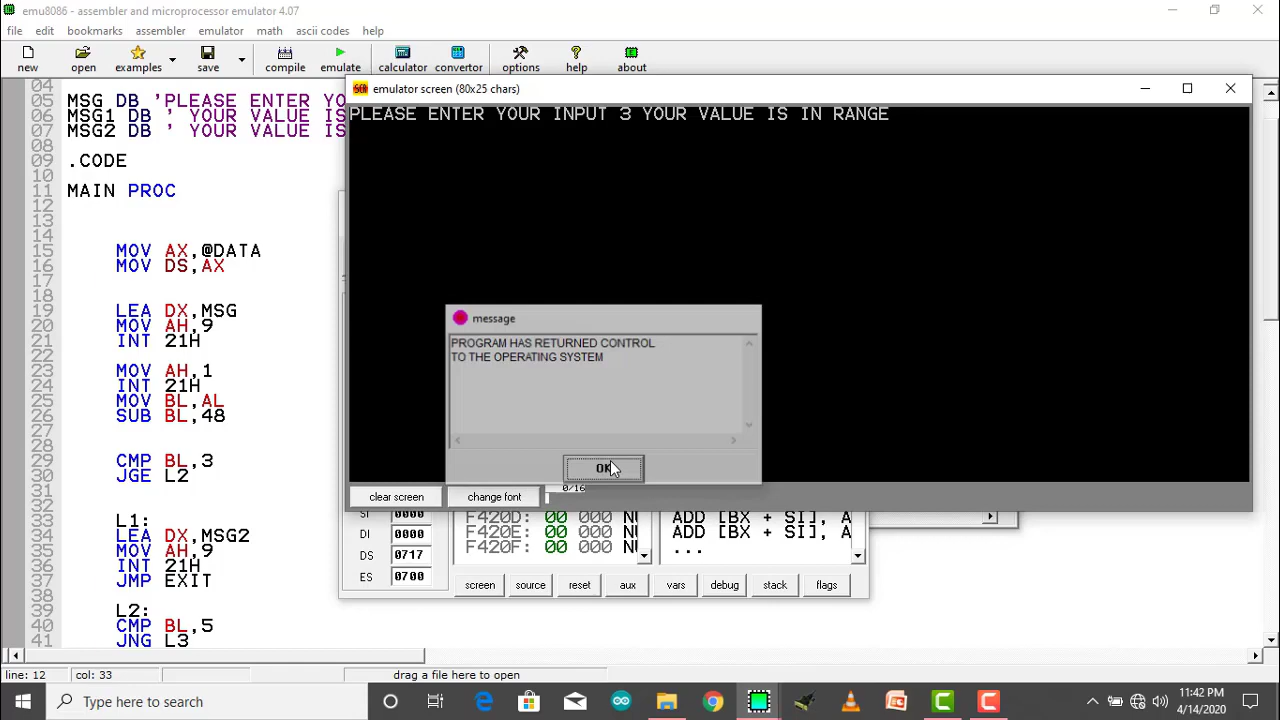 emu8086 - assembler and microprocessor emulator 4.07
file edit bookmarks assembler emulator math ascii codes help
new open examples save compile emulate calculator convertor options help about
emulator screen (80x25 chars)
PLEASE ENTER YOUR INPUT 3 YOUR VALUE IS IN RANGE
04
05 MSG DB 'PLEASE ENTER YO
06 MSG1 DB ' YOUR VALUE IS
07 MSG2 DB ' YOUR VALUE IS
08
09 .CODE
10
11 MAIN PROC
12
13
14
15 MOV AX,@DATA
16 MOV DS,AX
17
18
19 LEA DX,MSG
20 MOV AH,9
21 INT 21H
22
23 MOV AH,1
24 INT 21H
25 MOV BL,AL
26 SUB BL,48
27
28
29 CMP BL,3
30 JGE L2
31
32
33 L1:
34 LEA DX,MSG2
35 MOV AH,9
36 INT 21H
37 JMP EXIT
38
39 L2:
40 CMP BL,5
41 JNG L3
message
PROGRAM HAS RETURNED CONTROL
TO THE OPERATING SYSTEM
OK
0/16
clear screen change font
SI 0000
DI 0000
DS 0717
ES 0700
F420D: 00 000 NU
F420E: 00 000 NU
F420F: 00 000 NU
ADD [BX + SI], A
ADD [BX + SI], A
...
screen source reset aux vars debug stack flags
line: 12 col: 33 drag a file here to open
Type here to search
11:42 PM
4/14/2020